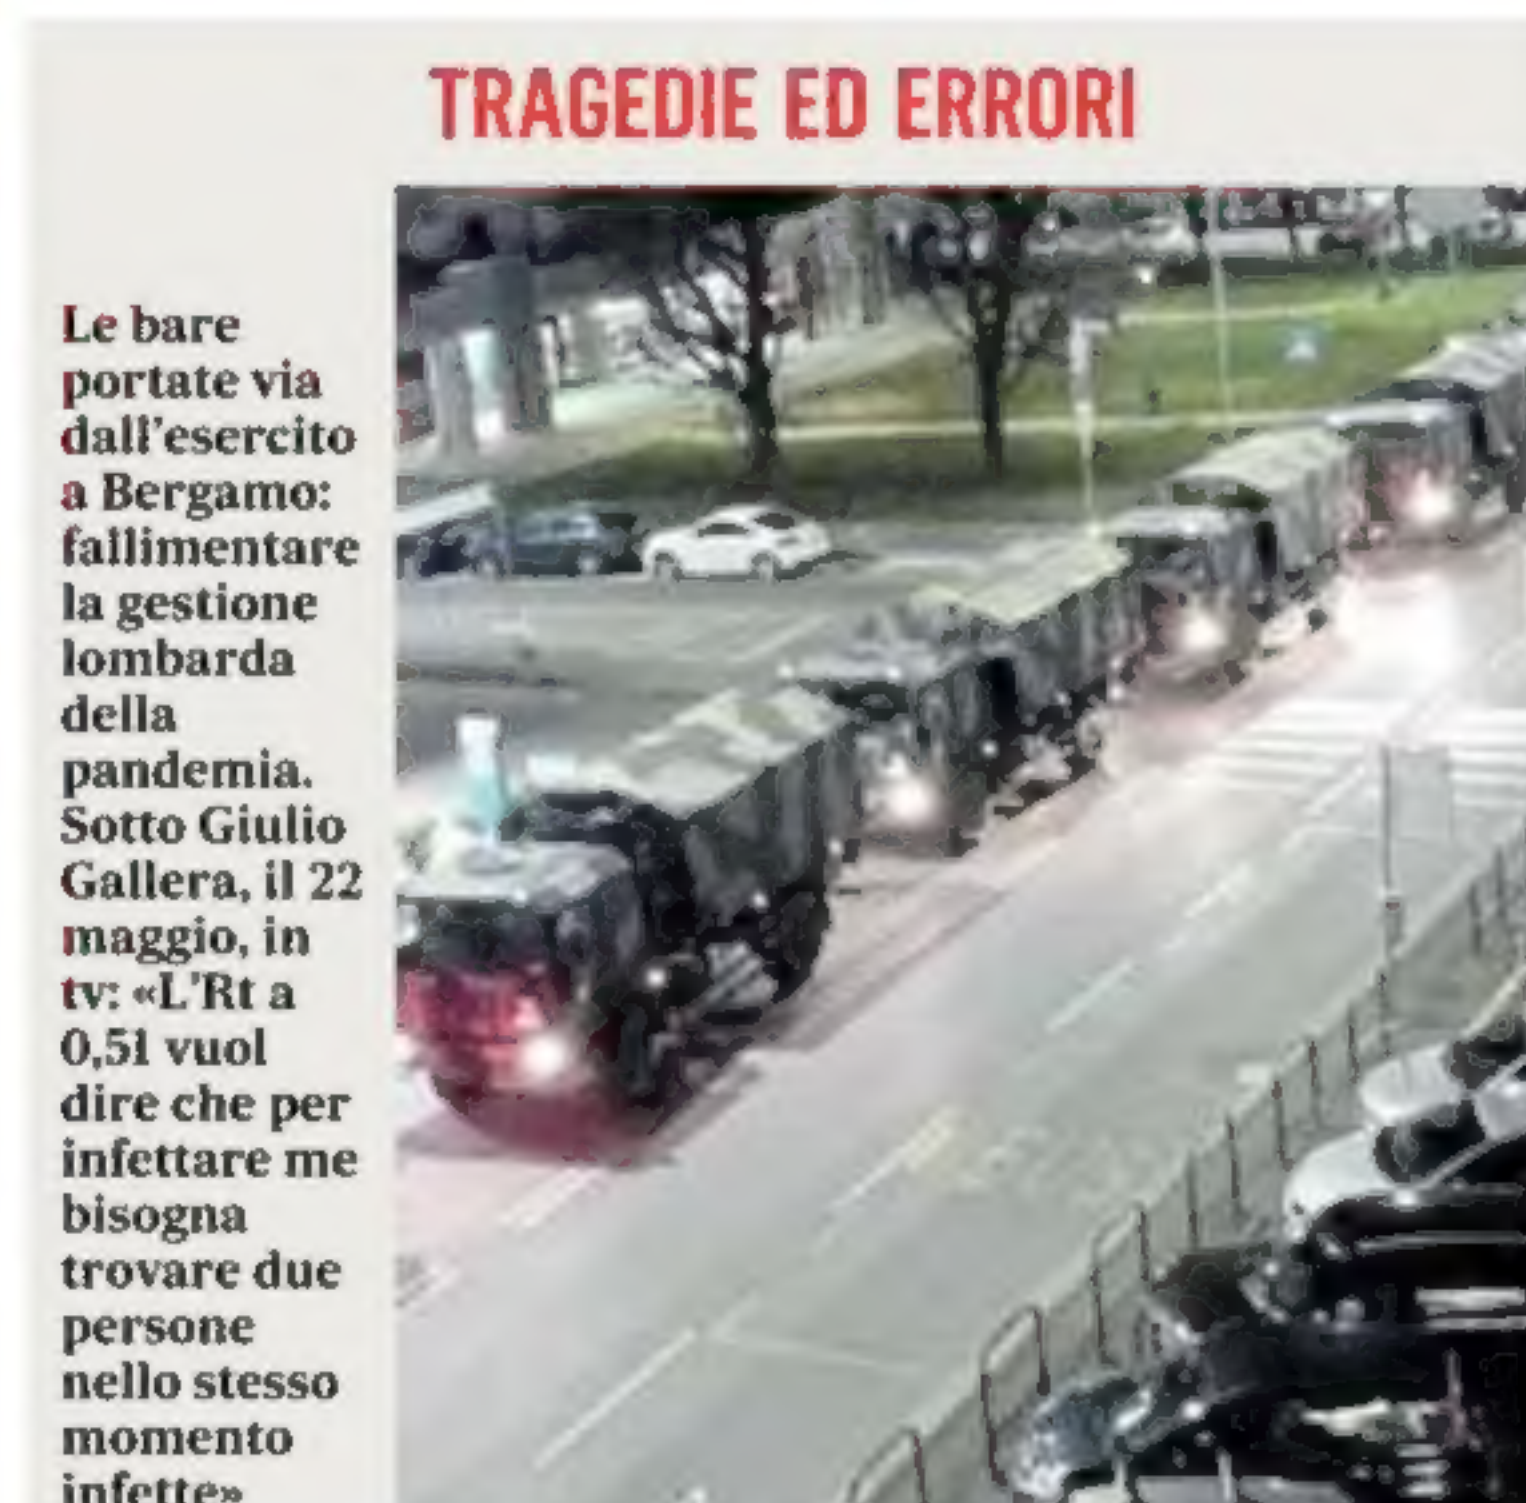 TRAGEDIE ED ERRORI
Le bare
portate via
dall'esercito
a Bergamo:
fallimentare
la gestione
lombarda
della
pandemia.
Sotto Giulio
Gallera, il 22
maggio, in
tv: «L'Rt a
0,51 vuol
dire che per
infettare me
bisogna
trovare due
persone
nello stesso
momento
infette»